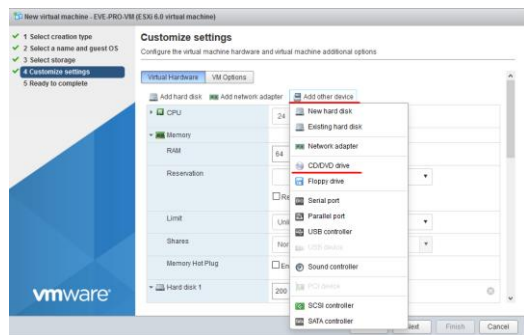 New virtual machine - EVE-PRO-VM (ESXi 6.0 virtual machine)
1 Select creation type
2 Select a name and guest OS
3 Select storage
4 Customize settings
5 Ready to complete
Customize settings
Configure the virtual machine hardware and virtual machine additional options
Virtual Hardware VM Options
Add hard disk Add network adapter Add other device
CPU 24
Memory
RAM 64
Reservation
Limit
Shares
Memory Hot Plug
Hard disk 1 200
New hard disk
Existing hard disk
Network adapter
CD/DVD drive
Floppy drive
Serial port
Parallel port
USB controller
USB device
Sound controller
PCI device
SCSI controller
SATA controller
vmware
Finish Cancel